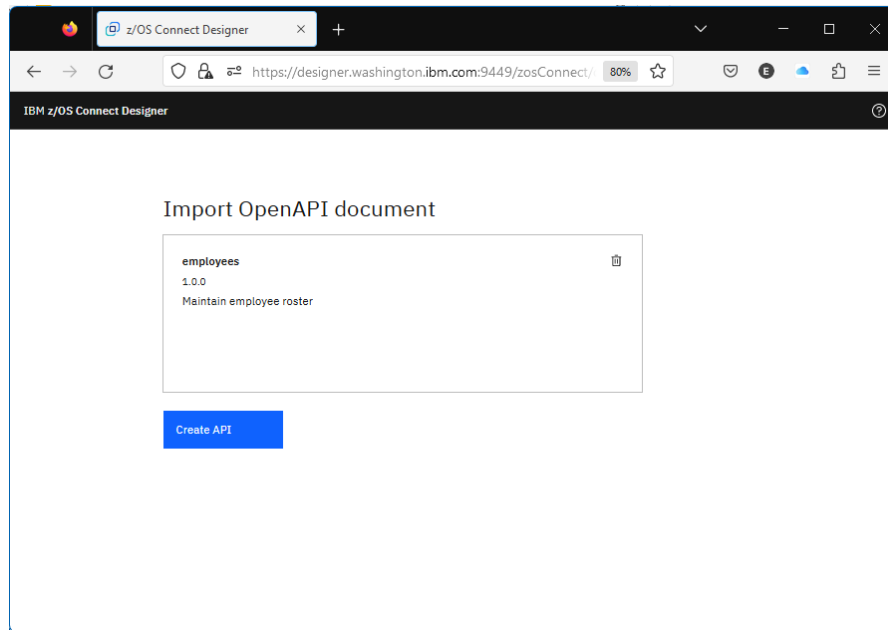 z/OS Connect Designer
https://designer.washington.ibm.com:9449/zosConnect/
80%
E
IBM z/OS Connect Designer
Import OpenAPI document
employees
1.0.0
Maintain employee roster
Create API